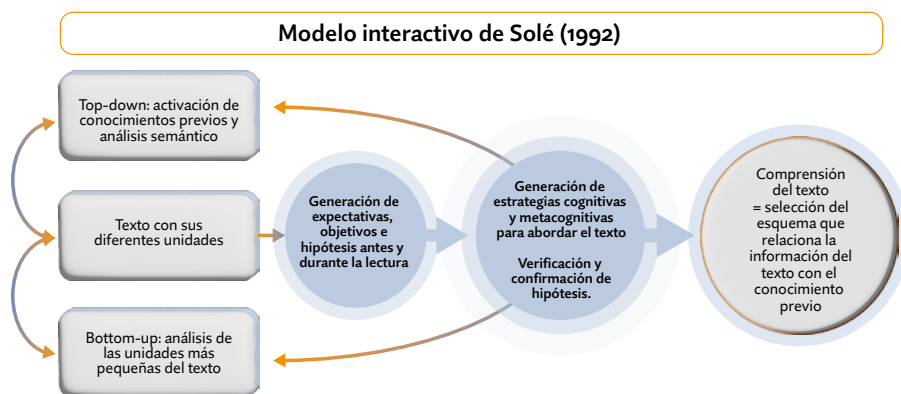 Modelo interactivo de Solé (1992)
Top-down: activación de
conocimientos previos y
análisis semántico
Texto con sus
diferentes unidades
Bottom-up: análisis de
las unidades más
pequeñas del texto
Generación de
expectativas,
objetivos e
hipótesis antes y
durante la lectura
Generación de
estrategias cognitivas
y metacognitivas
para abordar el texto
Verificación y
confirmación de
hipótesis.
Comprensión
del texto
= selección del
esquema que
relaciona la
información del
texto con el
conocimiento
previo